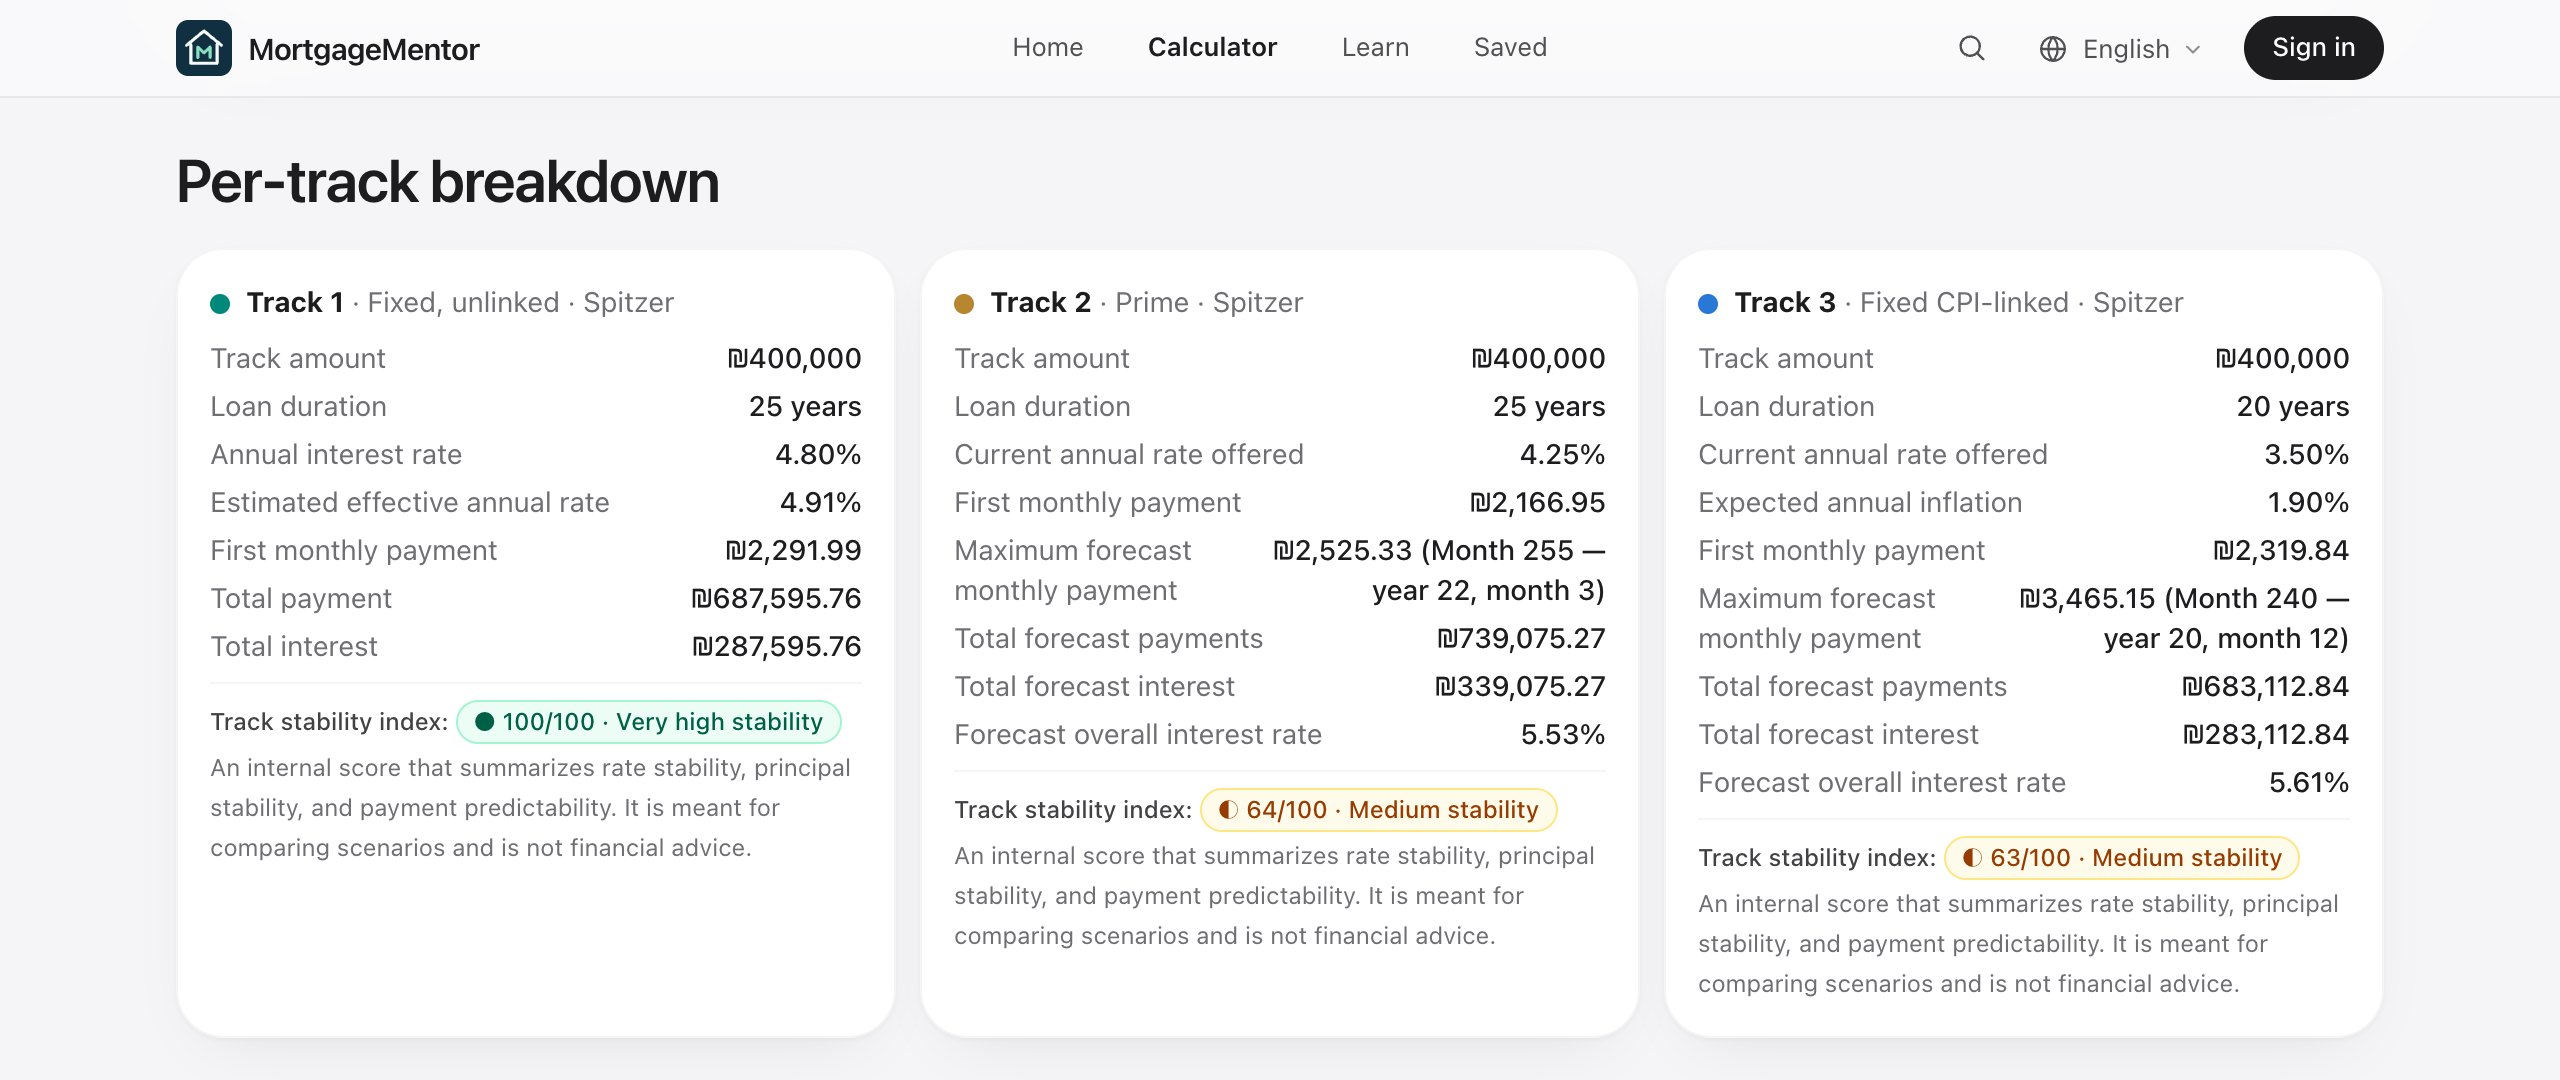 MortgageMentor
Home Calculator Learn Saved
English Sign in
Per-track breakdown
Track 1 · Fixed, unlinked · Spitzer
Track amount ₪400,000
Loan duration 25 years
Annual interest rate 4.80%
Estimated effective annual rate 4.91%
First monthly payment ₪2,291.99
Total payment ₪687,595.76
Total interest ₪287,595.76
Track stability index: 100/100 · Very high stability
An internal score that summarizes rate stability, principal
stability, and payment predictability. It is meant for
comparing scenarios and is not financial advice.
Track 2 · Prime · Spitzer
Track amount ₪400,000
Loan duration 25 years
Current annual rate offered 4.25%
First monthly payment ₪2,166.95
Maximum forecast ₪2,525.33 (Month 255 —
monthly payment year 22, month 3)
Total forecast payments ₪739,075.27
Total forecast interest ₪339,075.27
Forecast overall interest rate 5.53%
Track stability index: 64/100 · Medium stability
An internal score that summarizes rate stability, principal
stability, and payment predictability. It is meant for
comparing scenarios and is not financial advice.
Track 3 · Fixed CPI-linked · Spitzer
Track amount ₪400,000
Loan duration 20 years
Current annual rate offered 3.50%
Expected annual inflation 1.90%
First monthly payment ₪2,319.84
Maximum forecast ₪3,465.15 (Month 240 —
monthly payment year 20, month 12)
Total forecast payments ₪683,112.84
Total forecast interest ₪283,112.84
Forecast overall interest rate 5.61%
Track stability index: 63/100 · Medium stability
An internal score that summarizes rate stability, principal
stability, and payment predictability. It is meant for
comparing scenarios and is not financial advice.